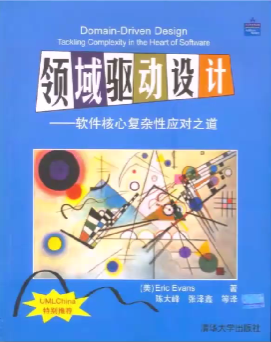 Domain-Driven Design
Tackling Complexity in the Heart of Software
领域驱动设计
——软件核心复杂性应对之道
[美] Eric Evans 著
陈大峰 张泽鑫 等译
UMLChina
特别推荐
清华大学出版社